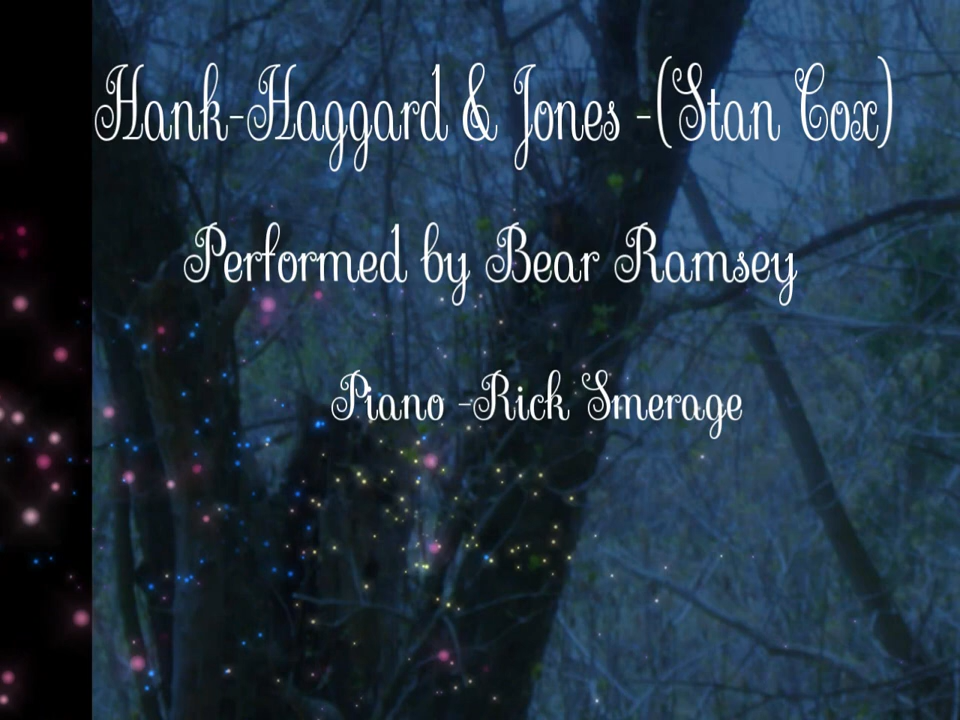 Hank-Haggard & Jones -(Stan Cox)
Performed by Bear Ramsey
Piano -Rick Smerage